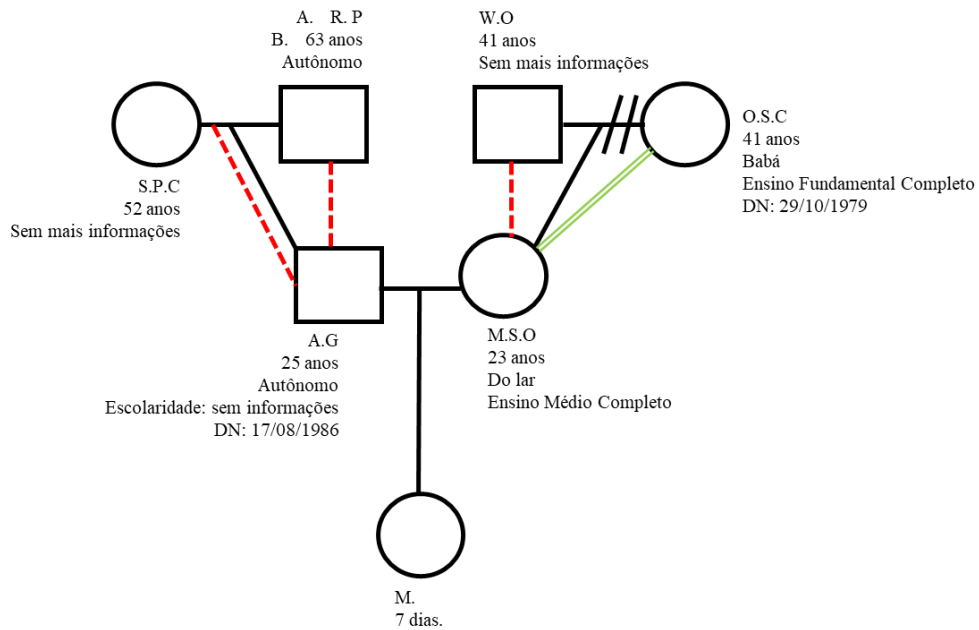 A. R. P
B. 63 anos
Autônomo
W.O
41 anos
Sem mais informações
O.S.C
41 anos
Babá
Ensino Fundamental Completo
DN: 29/10/1979
S.P.C
52 anos
Sem mais informações
A.G
25 anos
Autônomo
Escolaridade: sem informações
DN: 17/08/1986
M.S.O
23 anos
Do lar
Ensino Médio Completo
M.
7 dias.